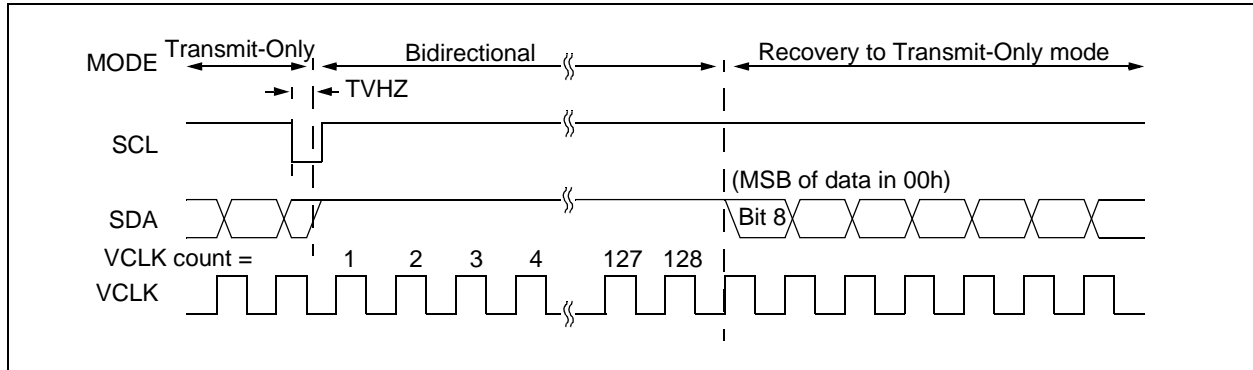 MODE Transmit-Only Bidirectional Recovery to Transmit-Only mode
TVHZ
SCL
(MSB of data in 00h)
SDA Bit 8
VCLK count = 1 2 3 4 127 128
VCLK